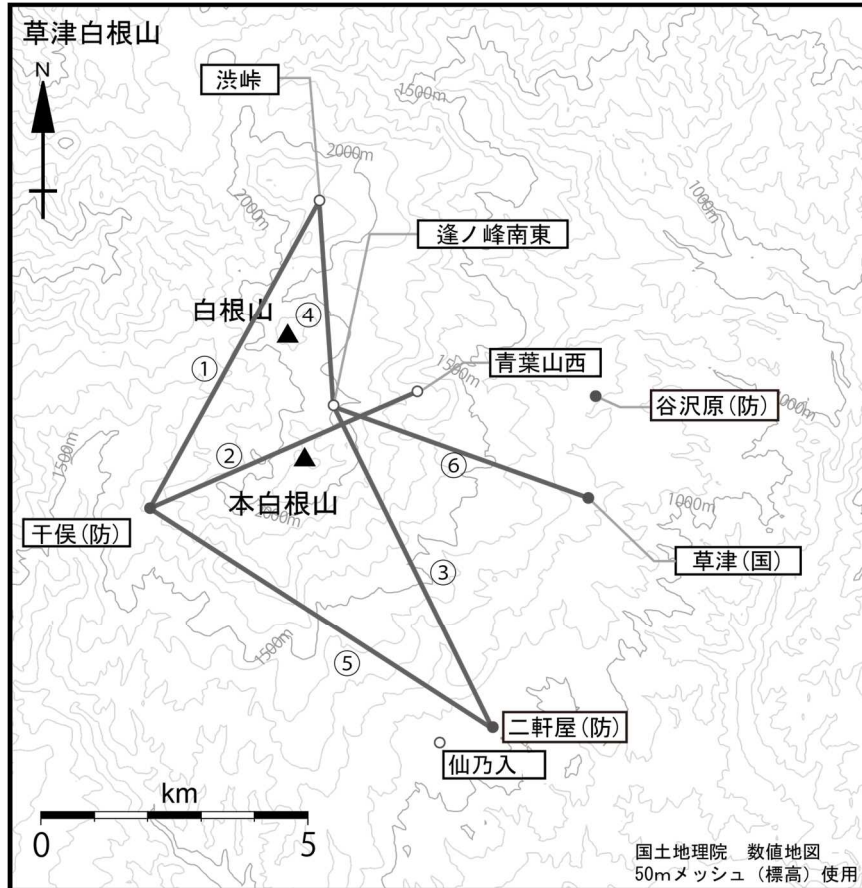 草津白根山
N
渋峠
1500m
2000m
2000m
1000m
逢ノ峰南東
白根山
④
①
青葉山西
1500m
谷沢原(防)
1000m
②
⑥
1500m
本白根山
2000m
干俣(防)
1000m
草津(国)
③
1500m
⑤
二軒屋(防)
仙乃入
km
0 5
国土地理院 数値地図
50mメッシュ(標高)使用